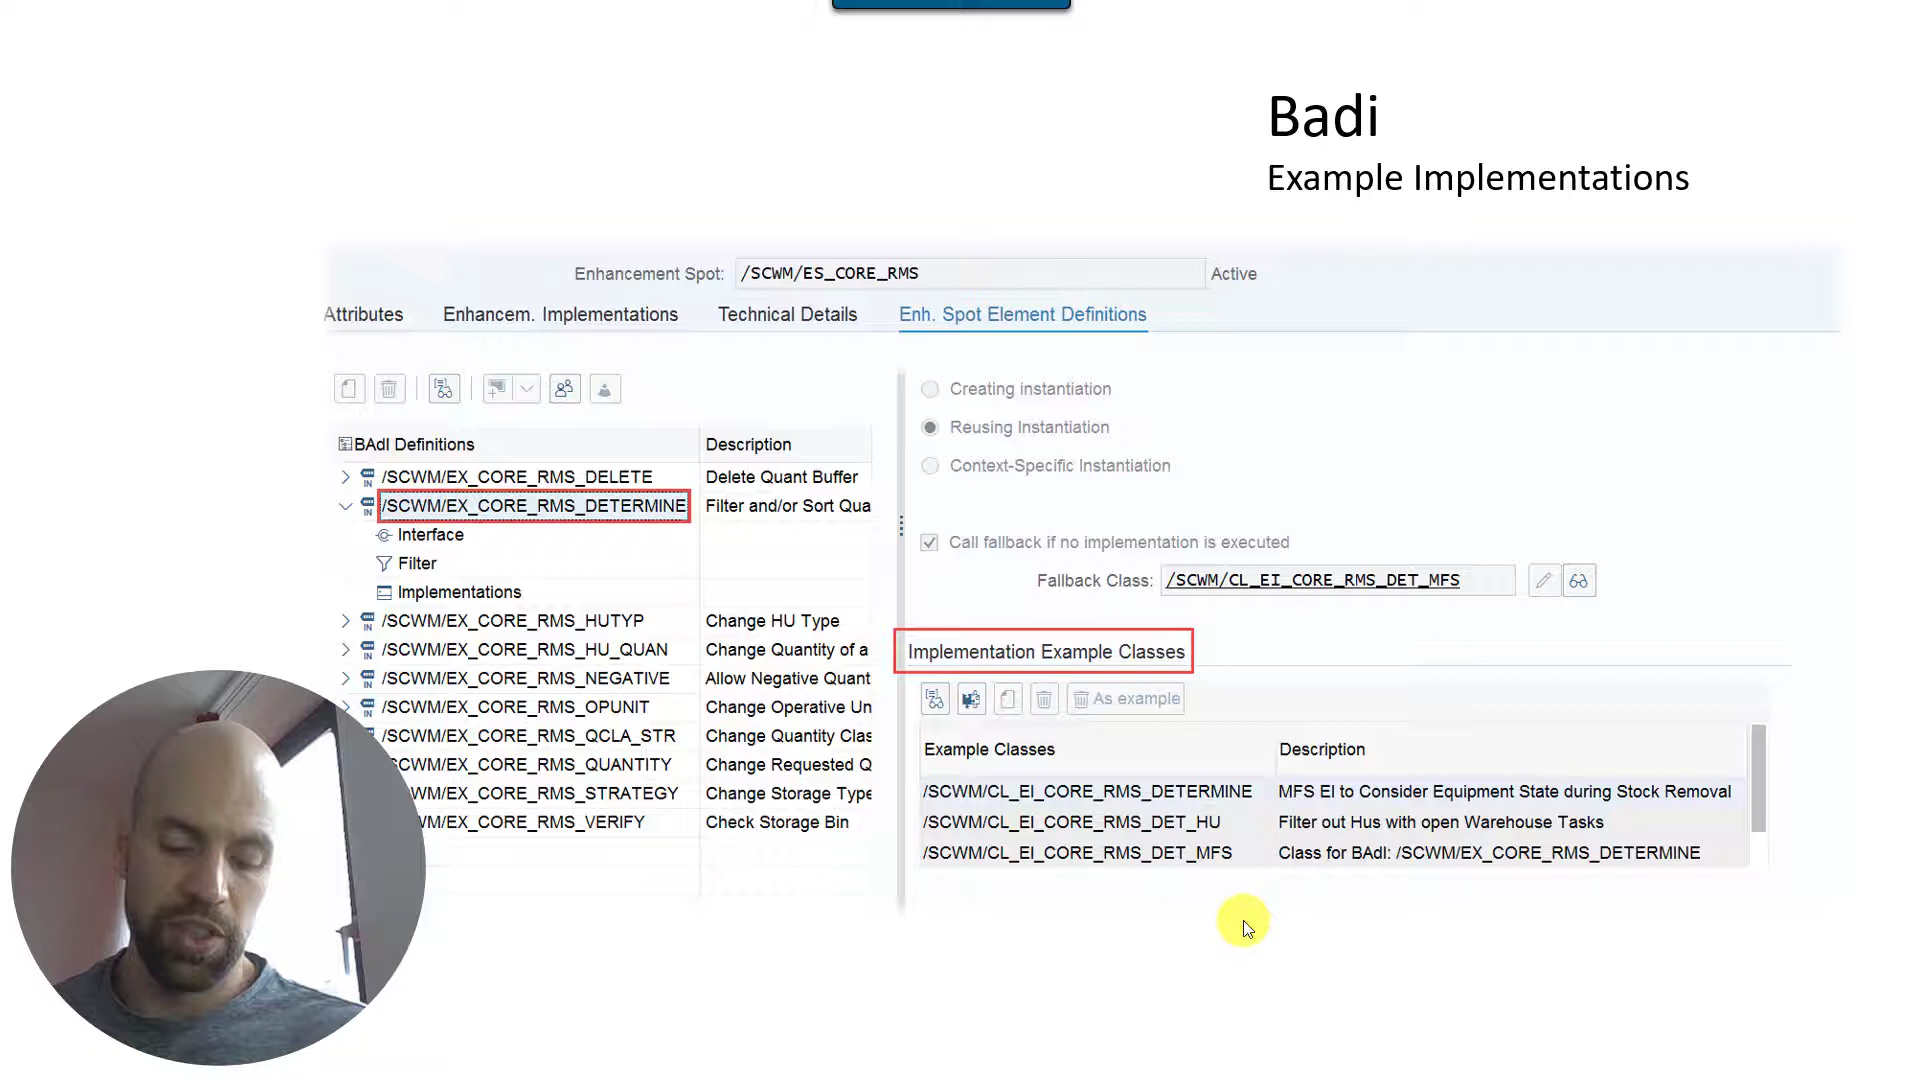 Badi
Example Implementations
Enhancement Spot: /SCWM/ES_CORE_RMS Active
Attributes Enhancem. Implementations Technical Details Enh. Spot Element Definitions
BAdI Definitions Description
/SCWM/EX_CORE_RMS_DELETE Delete Quant Buffer
/SCWM/EX_CORE_RMS_DETERMINE Filter and/or Sort Qua
Interface
Filter
Implementations
/SCWM/EX_CORE_RMS_HUTYP Change HU Type
/SCWM/EX_CORE_RMS_HU_QUAN Change Quantity of a
/SCWM/EX_CORE_RMS_NEGATIVE Allow Negative Quant
/SCWM/EX_CORE_RMS_OPUNIT Change Operative Un
/SCWM/EX_CORE_RMS_QCLA_STR Change Quantity Clas
WM/EX_CORE_RMS_QUANTITY Change Requested Q
WM/EX_CORE_RMS_STRATEGY Change Storage Type
WM/EX_CORE_RMS_VERIFY Check Storage Bin
Creating instantiation
Reusing Instantiation
Context-Specific Instantiation
Call fallback if no implementation is executed
Fallback Class: /SCWM/CL_EI_CORE_RMS_DET_MFS
Implementation Example Classes
As example
Example Classes Description
/SCWM/CL_EI_CORE_RMS_DETERMINE MFS EI to Consider Equipment State during Stock Removal
/SCWM/CL_EI_CORE_RMS_DET_HU Filter out Hus with open Warehouse Tasks
/SCWM/CL_EI_CORE_RMS_DET_MFS Class for BAdI: /SCWM/EX_CORE_RMS_DETERMINE